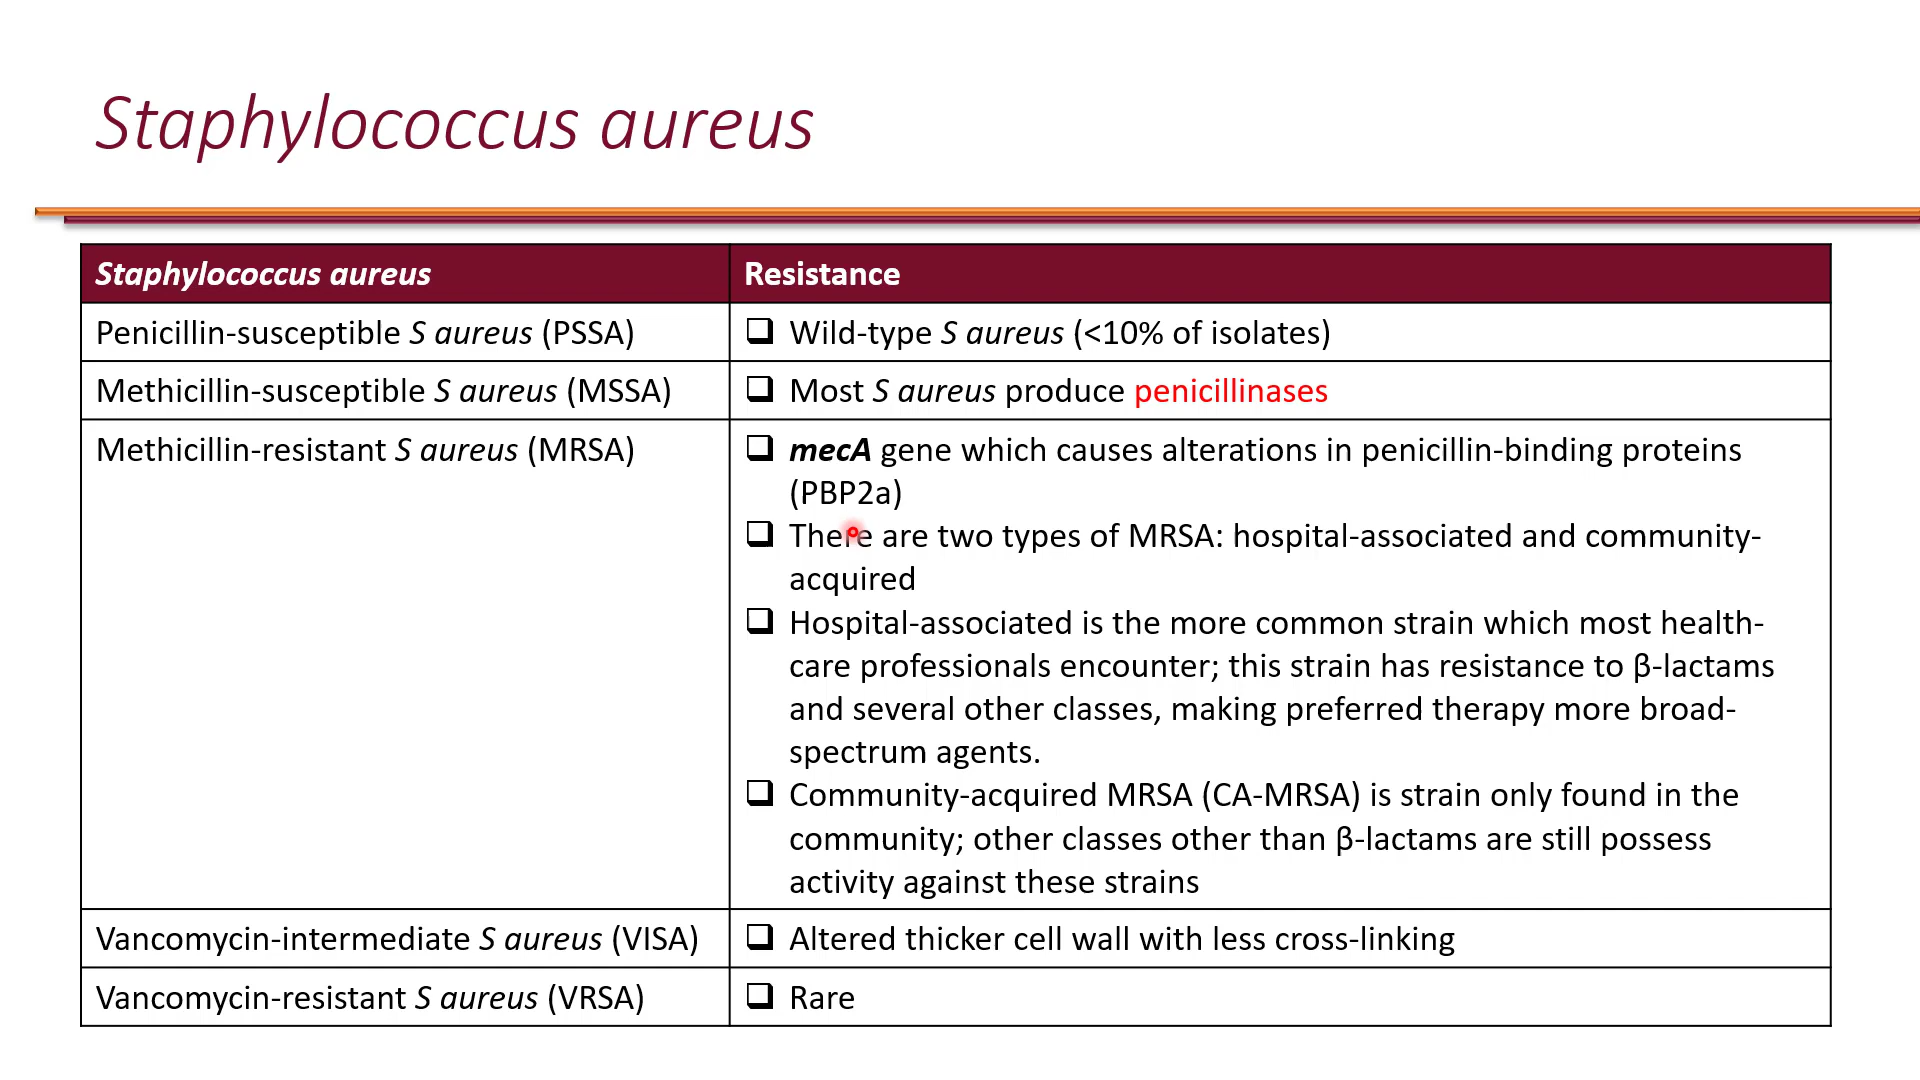 Staphylococcus aureus
Staphylococcus aureus
Resistance
Penicillin-susceptible S aureus (PSSA)
❑ Wild-type S aureus (<10% of isolates)
Methicillin-susceptible S aureus (MSSA)
❑ Most S aureus produce penicillinases
Methicillin-resistant S aureus (MRSA)
❑ mecA gene which causes alterations in penicillin-binding proteins
(PBP2a)
❑ There are two types of MRSA: hospital-associated and community-
acquired
❑ Hospital-associated is the more common strain which most health-
care professionals encounter; this strain has resistance to β-lactams
and several other classes, making preferred therapy more broad-
spectrum agents.
❑ Community-acquired MRSA (CA-MRSA) is strain only found in the
community; other classes other than β-lactams are still possess
activity against these strains
Vancomycin-intermediate S aureus (VISA)
❑ Altered thicker cell wall with less cross-linking
Vancomycin-resistant S aureus (VRSA)
❑ Rare